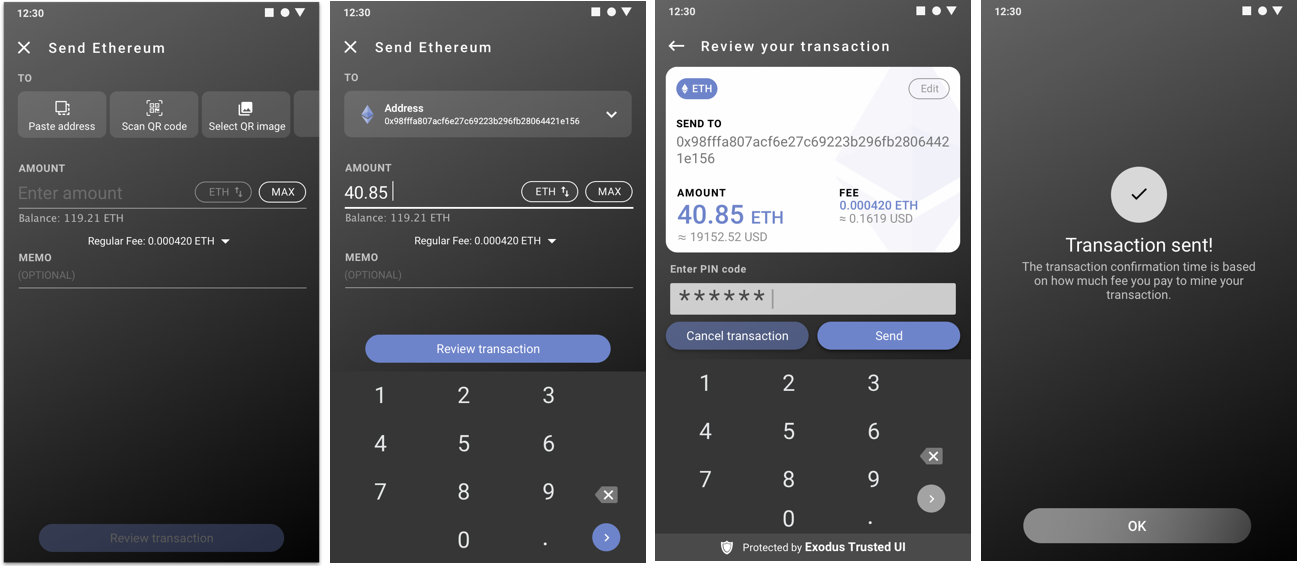 12:30
Send Ethereum
TO
Paste address
Scan QR code
Select QR image
AMOUNT
Enter amount
ETH
MAX
Balance: 119.21 ETH
Regular Fee: 0.000420 ETH
MEMO
(OPTIONAL)
Review transaction
12:30
Send Ethereum
TO
Address
0x98fffa807acf6e27c69223b296fb28064421e156
AMOUNT
40.85
ETH
MAX
Balance: 119.21 ETH
Regular Fee: 0.000420 ETH
MEMO
(OPTIONAL)
Review transaction
1 2 3
4 5 6
7 8 9
0 .
12:30
Review your transaction
ETH
Edit
SEND TO
0x98fffa807acf6e27c69223b296fb2806442
1e156
AMOUNT
40.85 ETH
≈ 19152.52 USD
FEE
0.000420 ETH
≈ 0.1619 USD
Enter PIN code
******
Cancel transaction
Send
1 2 3
4 5 6
7 8 9
0 .
Protected by Exodus Trusted UI
12:30
Transaction sent!
The transaction confirmation time is based
on how much fee you pay to mine your
transaction.
OK